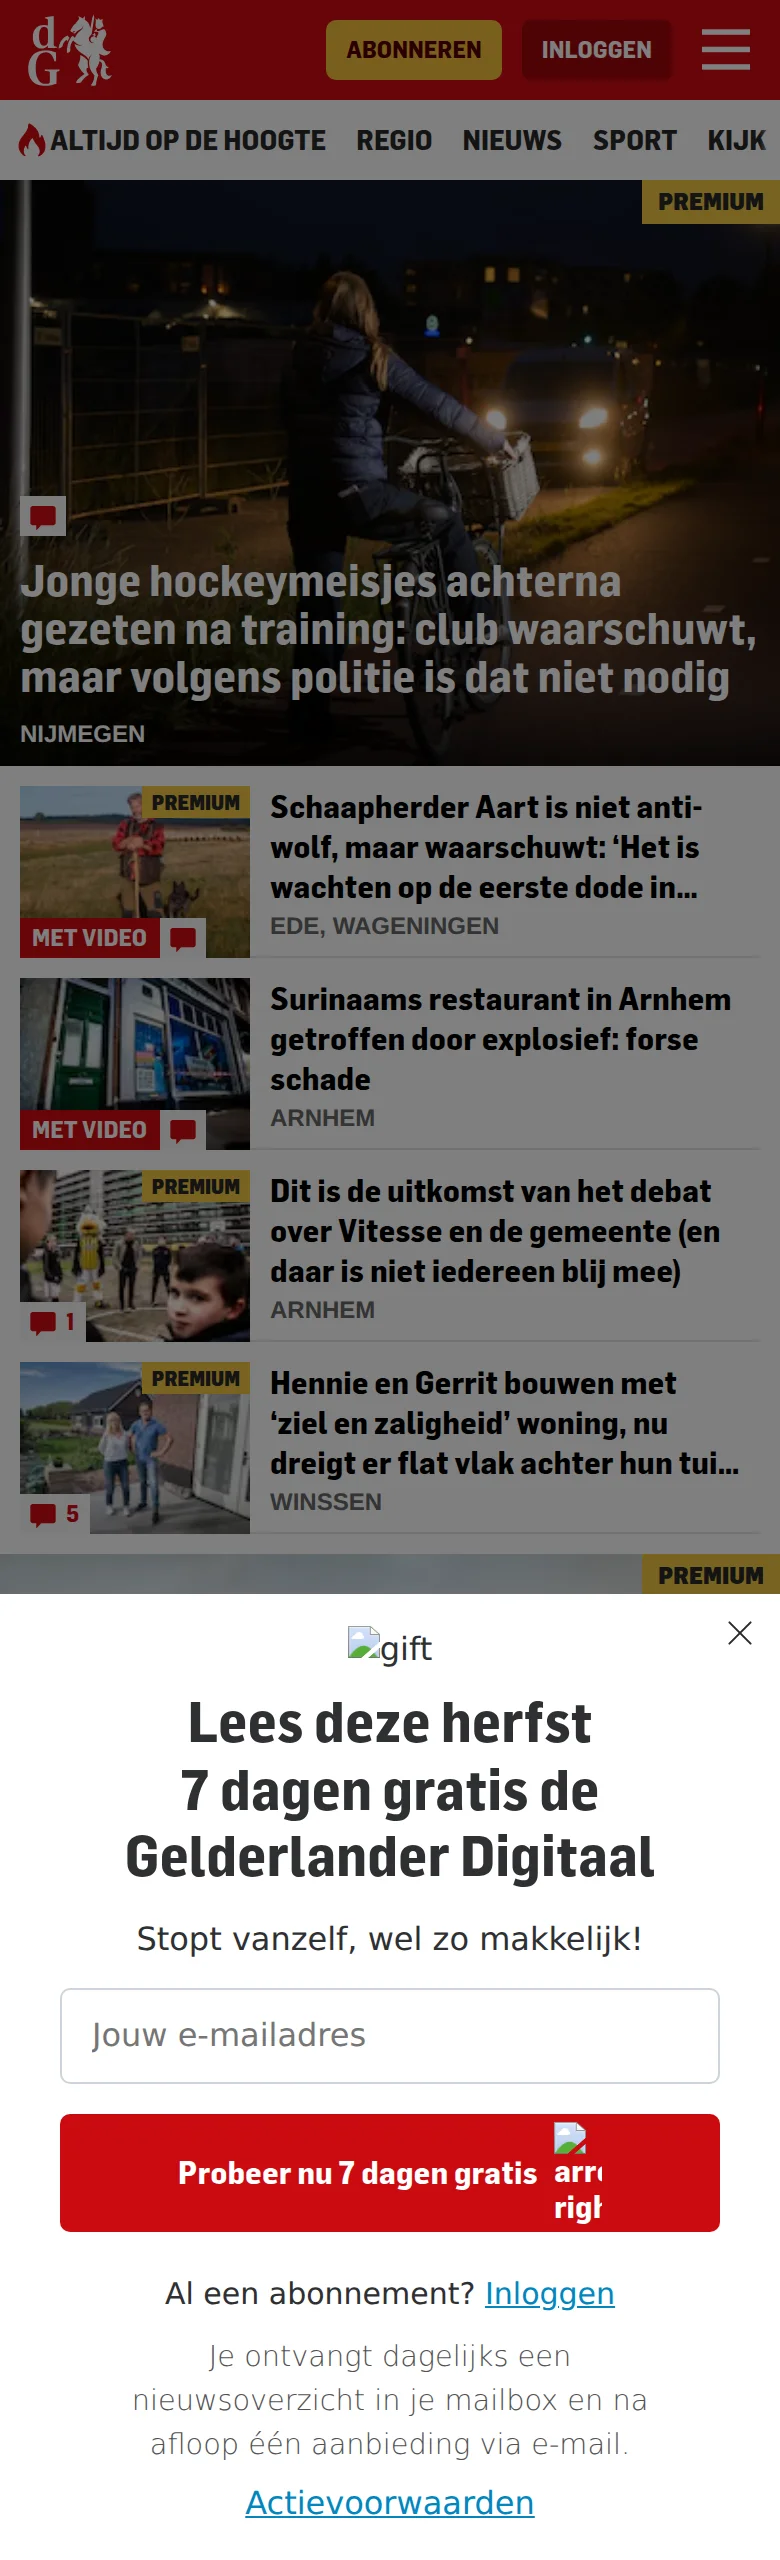 dG
ABONNEREN
INLOGGEN
ALTIJD OP DE HOOGTE
REGIO
NIEUWS
SPORT
KIJK
PREMIUM
Jonge hockeymeisjes achterna
gezeten na training: club waarschuwt,
maar volgens politie is dat niet nodig
NIJMEGEN
PREMIUM
MET VIDEO
Schaapherder Aart is niet anti-
wolf, maar waarschuwt: ‘Het is
wachten op de eerste dode in...
EDE, WAGENINGEN
MET VIDEO
Surinaams restaurant in Arnhem
getroffen door explosief: forse
schade
ARNHEM
PREMIUM
1
Dit is de uitkomst van het debat
over Vitesse en de gemeente (en
daar is niet iedereen blij mee)
ARNHEM
PREMIUM
5
Hennie en Gerrit bouwen met
‘ziel en zaligheid’ woning, nu
dreigt er flat vlak achter hun tui...
WINSSEN
PREMIUM
gift
Lees deze herfst
7 dagen gratis de
Gelderlander Digitaal
Stopt vanzelf, wel zo makkelijk!
Jouw e-mailadres
Probeer nu 7 dagen gratis
arro
righ
Al een abonnement? Inloggen
Je ontvangt dagelijks een
nieuwsoverzicht in je mailbox en na
afloop één aanbieding via e-mail.
Actievoorwaarden